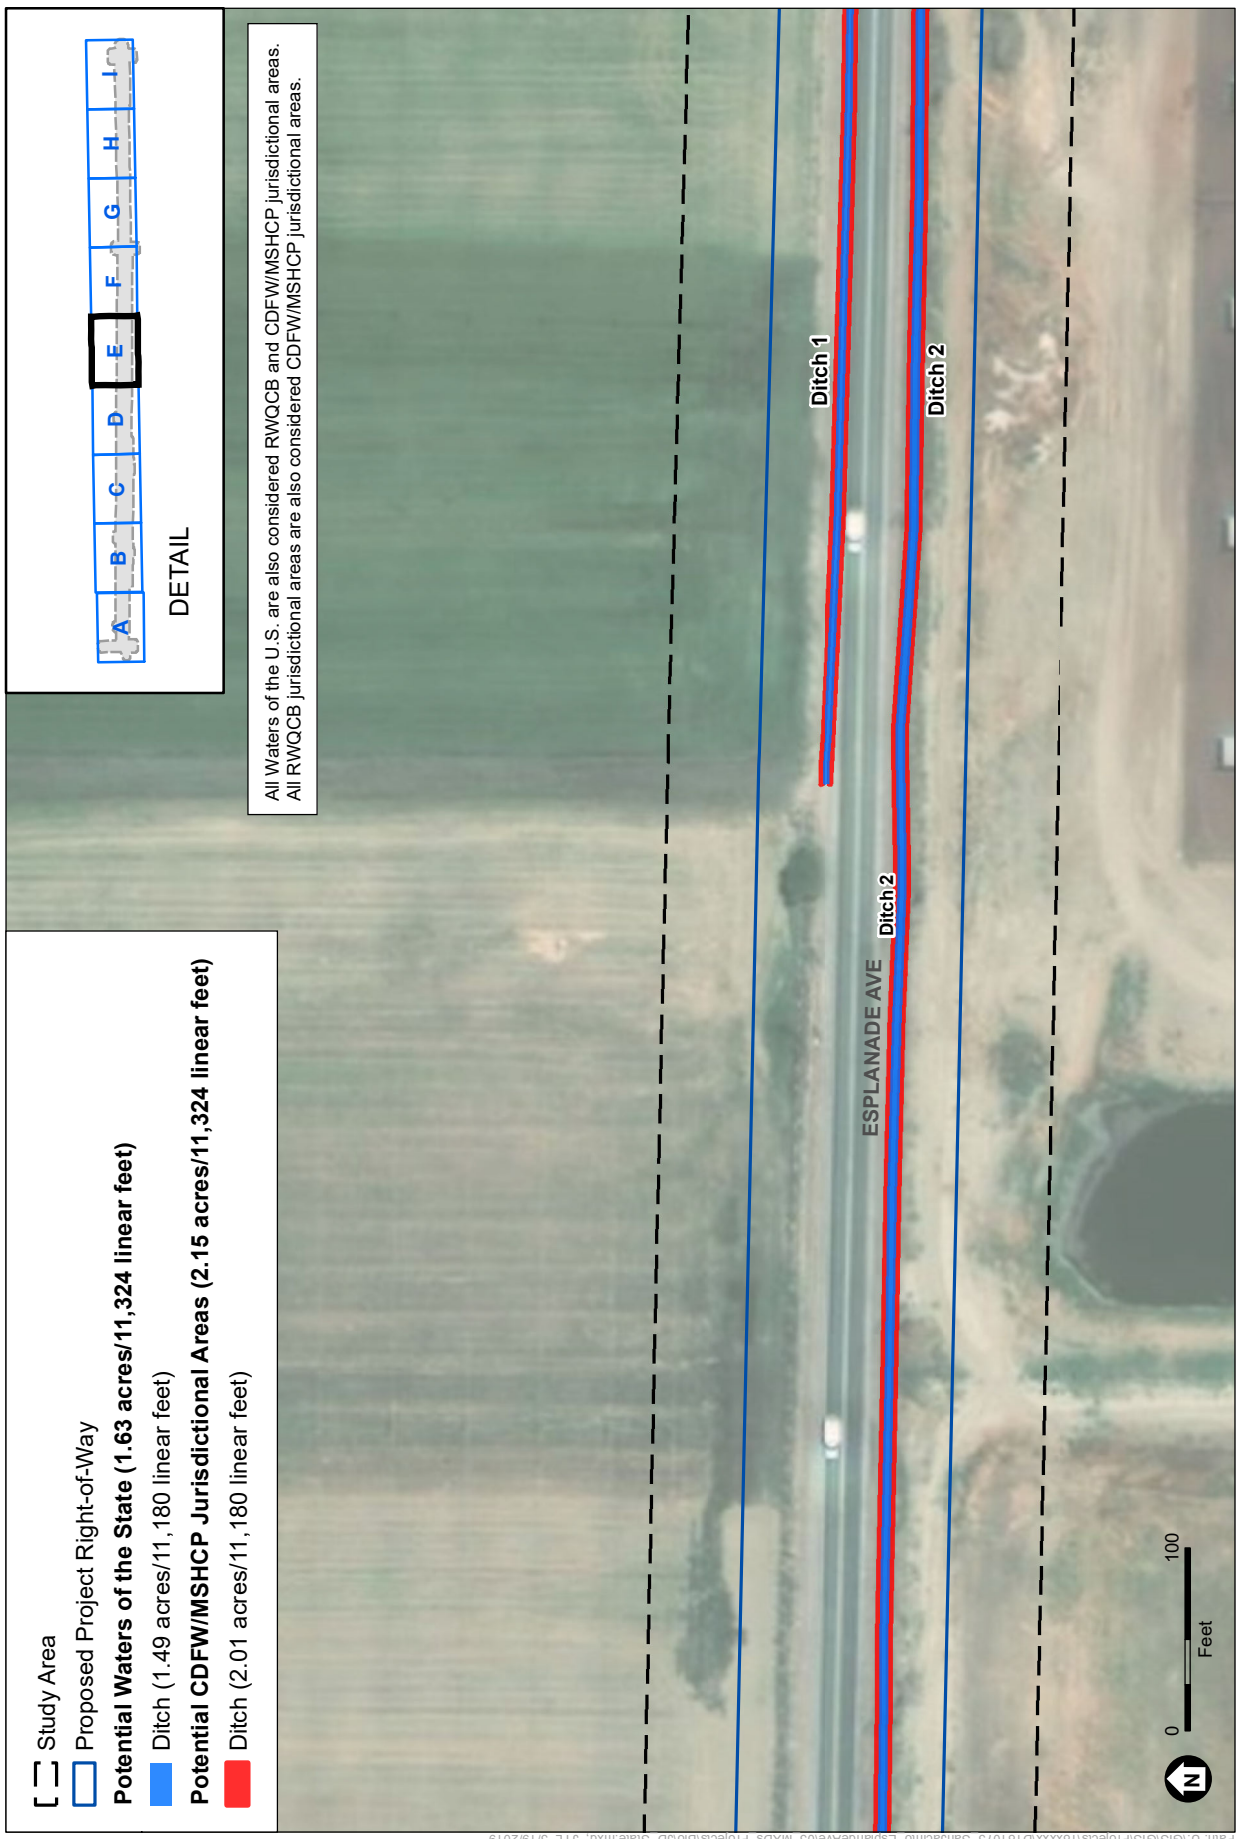 Study Area
Proposed Project Right-of-Way
Potential Waters of the State (1.63 acres/11,324 linear feet)
Ditch (1.49 acres/11,180 linear feet)
Potential CDFW/MSHCP Jurisdictional Areas (2.15 acres/11,324 linear feet)
Ditch (2.01 acres/11,180 linear feet)
A B C D E F G H I
DETAIL
All Waters of the U.S. are also considered RWQCB and CDFW/MSHCP jurisdictional areas.
All RWQCB jurisdictional areas are also considered CDFW/MSHCP jurisdictional areas.
Ditch 1
Ditch 2
Ditch 2
ESPLANADE AVE
N
0 100
Feet